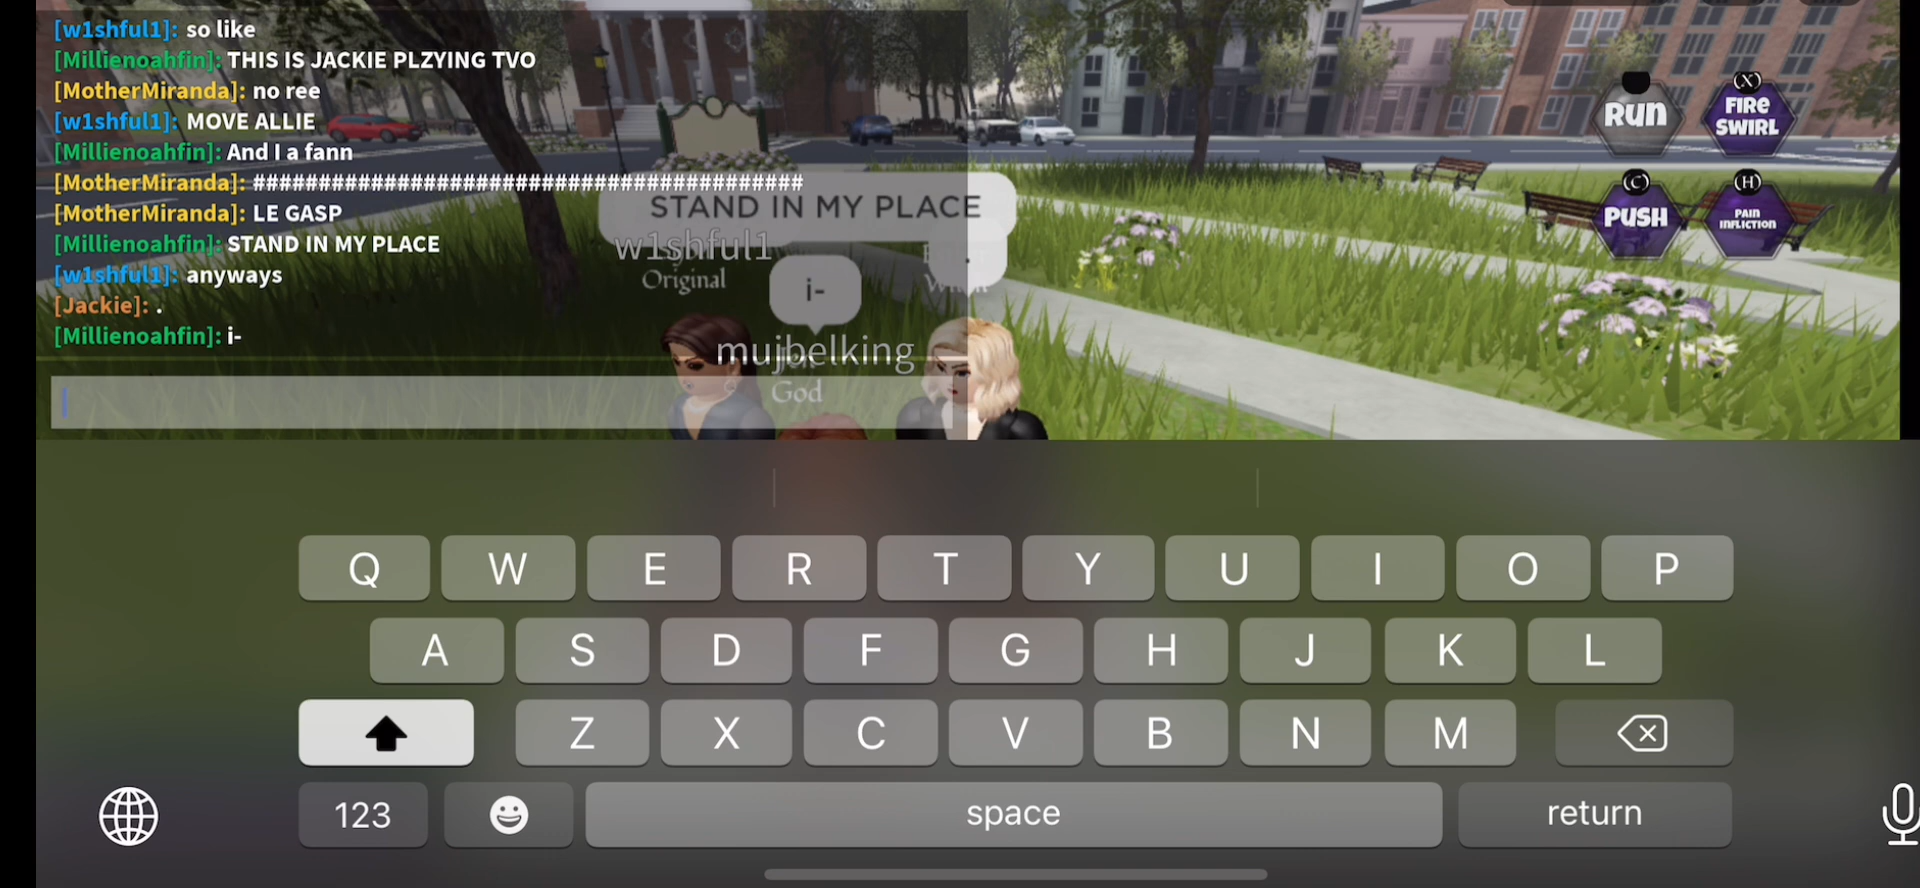 [w1shful1]: so like
[Millienoahfin]: THIS IS JACKIE PLZYING TVO
[MotherMiranda]: no ree
[w1shful1]: MOVE ALLIE
[Millienoahfin]: And I a fann
[MotherMiranda]: ##########################################
[MotherMiranda]: LE GASP
[Millienoahfin]: STAND IN MY PLACE
[w1shful1]: anyways
[Jackie]: .
[Millienoahfin]: i-
STAND IN MY PLACE
w1shful1
Original
.
i-
mujbelking
God
RUN
(X)
FIRE
SWIRL
(C)
PUSH
(H)
PAIN
INFLICTION
Q W E R T Y U I O P
A S D F G H J K L
Z X C V B N M
123 space return